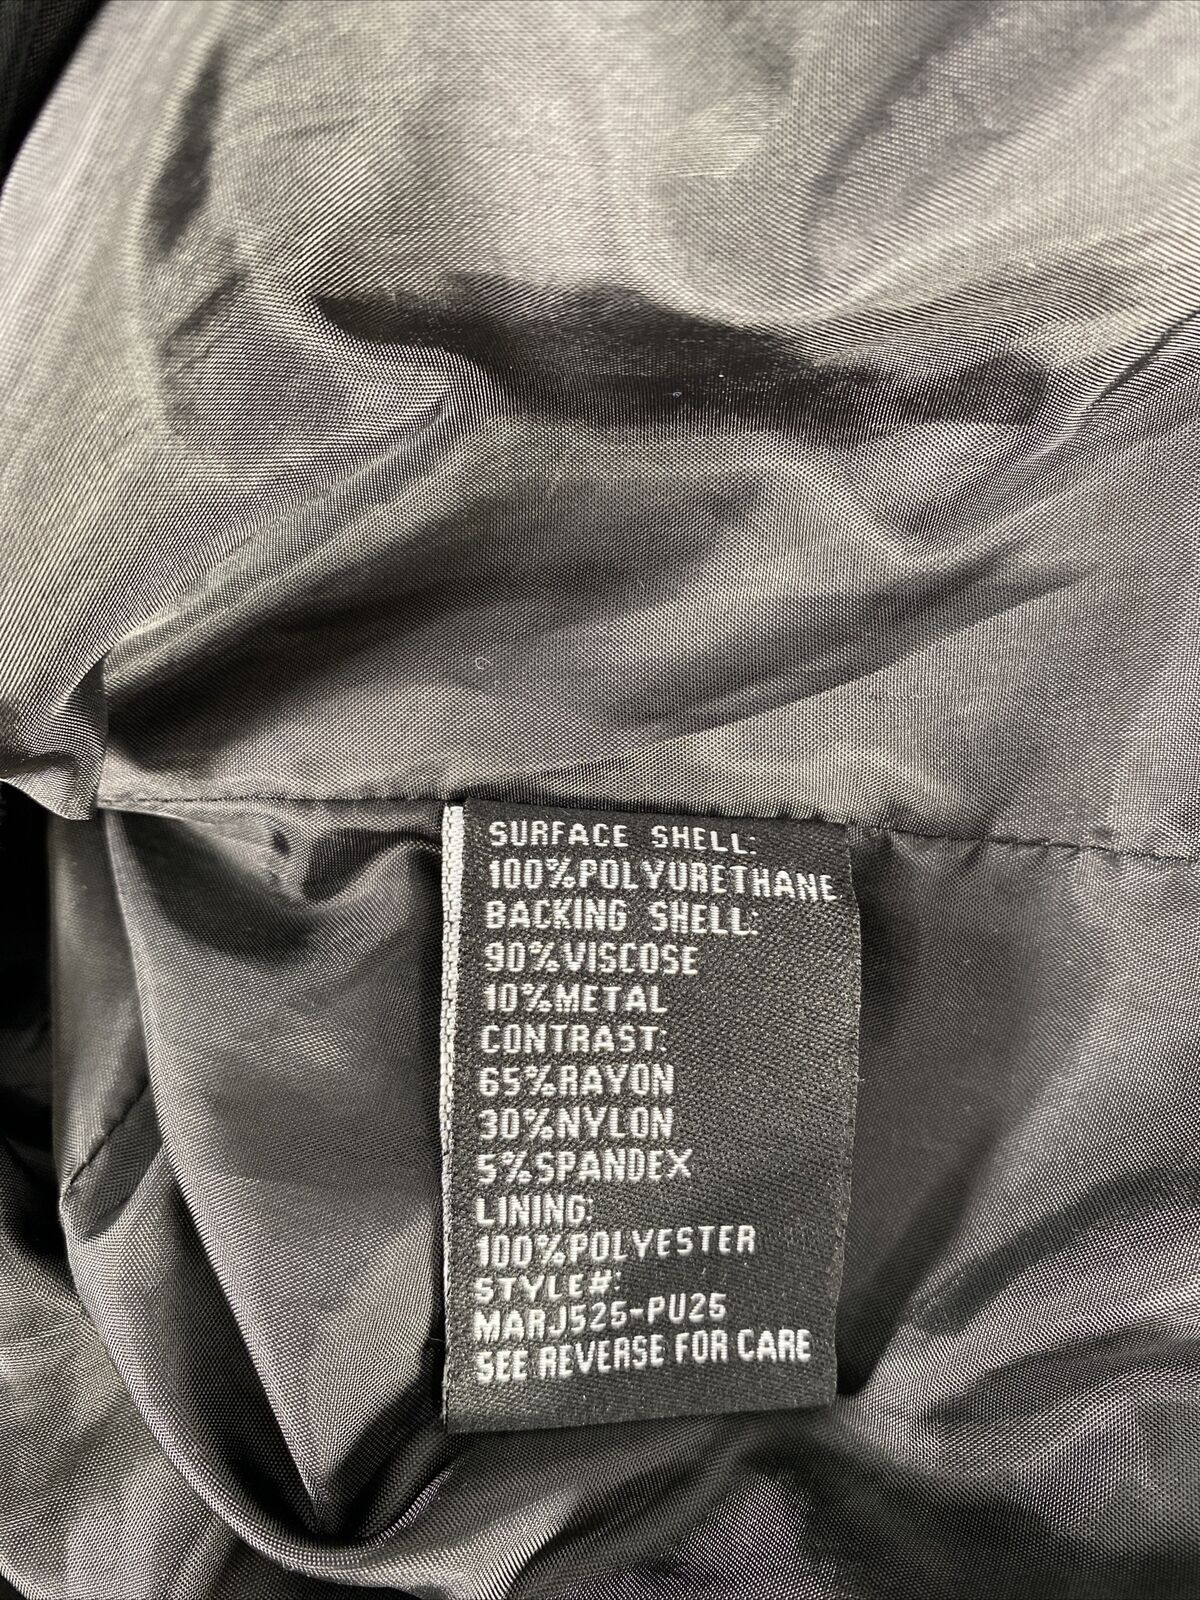 SURFACE SHELL:
100%POLYURETHANE
BACKING SHELL:
90%VISCOSE
10%METAL
CONTRAST:
65%RAYON
30%NYLON
5%SPANDEX
LINING:
100%POLYESTER
STYLE#:
MARJ525-PU25
SEE REVERSE FOR CARE